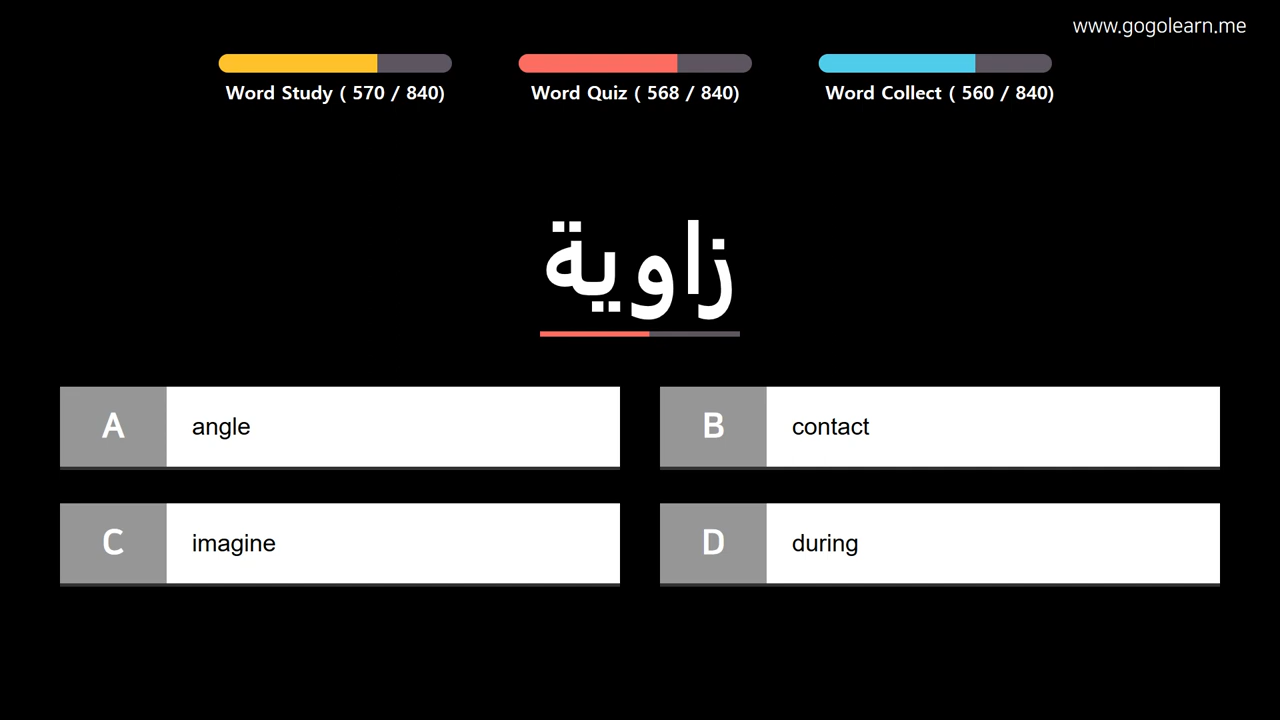 www.gogolearn.me
Word Study ( 570 / 840)
Word Quiz ( 568 / 840)
Word Collect ( 560 / 840)
زاوية
A angle
B contact
C imagine
D during